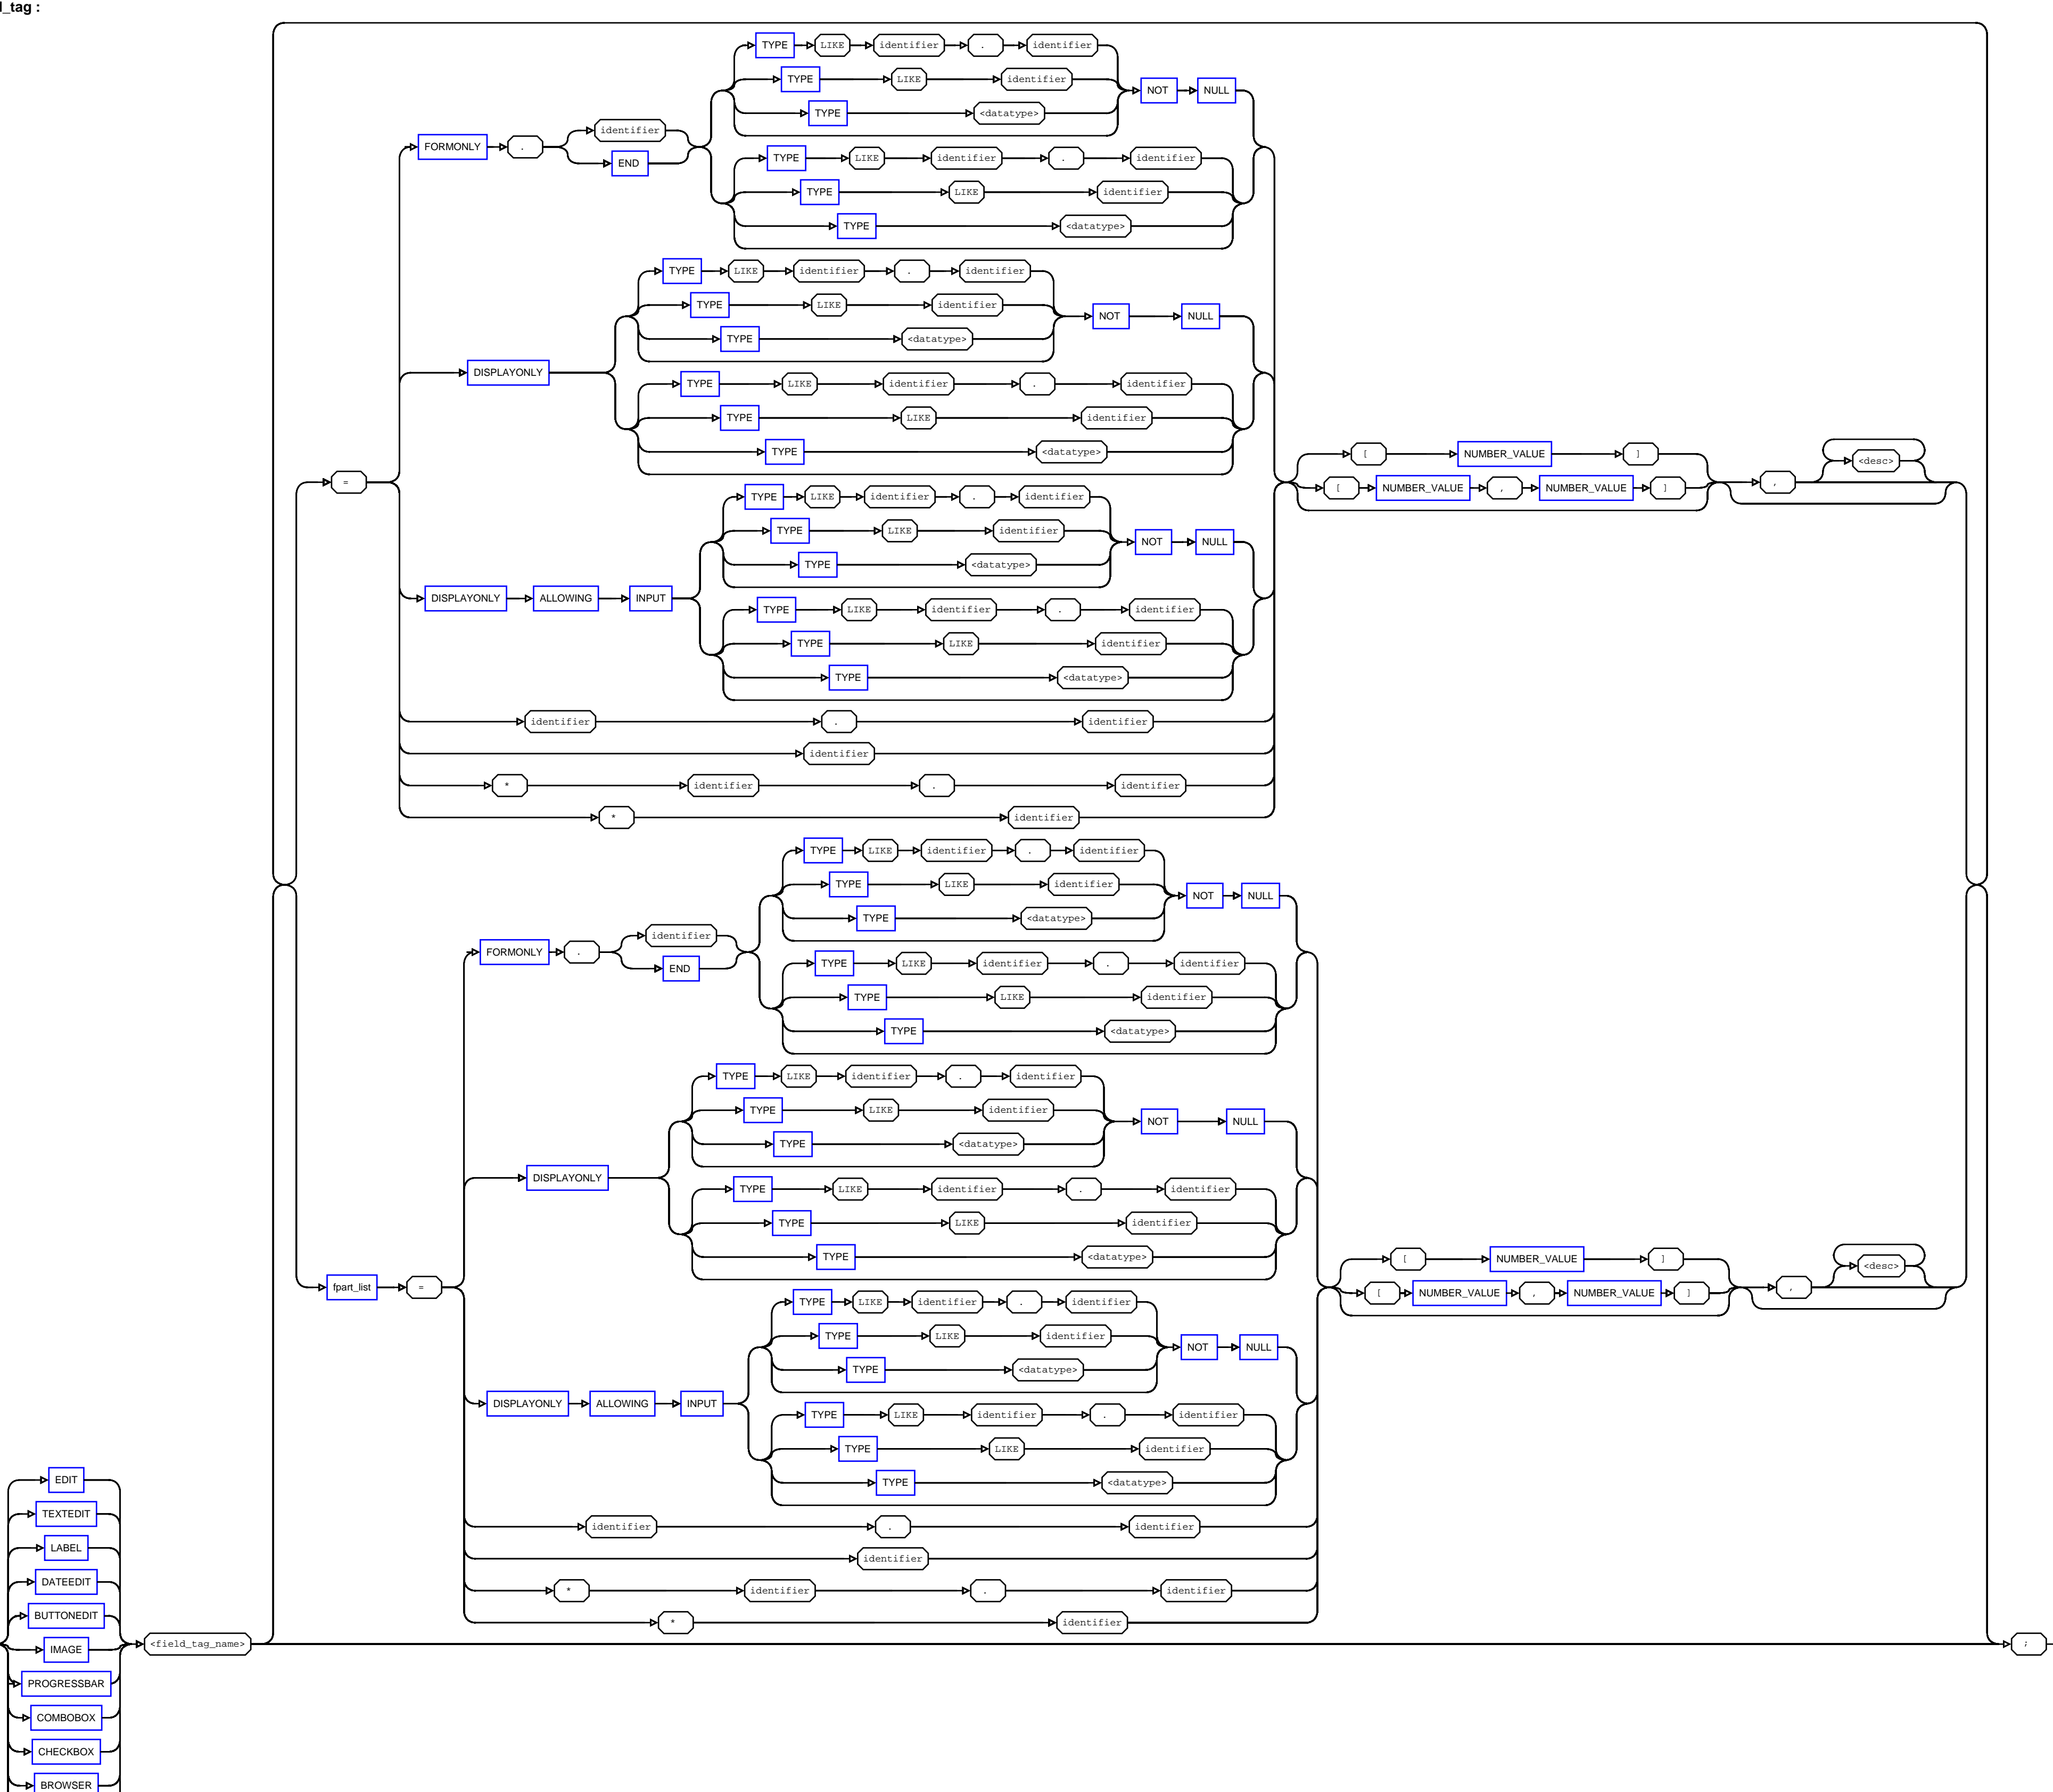 l_tag :
TYPE LIKE identifier . identifier
TYPE LIKE identifier
NOT NULL
TYPE <datatype>
identifier
FORMONLY .
END
TYPE LIKE identifier . identifier
TYPE LIKE identifier
TYPE <datatype>
TYPE LIKE identifier . identifier
TYPE LIKE identifier
NOT NULL
TYPE <datatype>
DISPLAYONLY
TYPE LIKE identifier . identifier
TYPE LIKE identifier
TYPE <datatype>
[ NUMBER_VALUE ]
<desc>
=
[ NUMBER_VALUE , NUMBER_VALUE ] ,
TYPE LIKE identifier . identifier
TYPE LIKE identifier
NOT NULL
TYPE <datatype>
DISPLAYONLY ALLOWING INPUT
TYPE LIKE identifier . identifier
TYPE LIKE identifier
TYPE <datatype>
identifier . identifier
identifier
* identifier . identifier
* identifier
TYPE LIKE identifier . identifier
TYPE LIKE identifier
NOT NULL
TYPE <datatype>
identifier
FORMONLY .
END
TYPE LIKE identifier . identifier
TYPE LIKE identifier
TYPE <datatype>
TYPE LIKE identifier . identifier
TYPE LIKE identifier
NOT NULL
TYPE <datatype>
DISPLAYONLY
TYPE LIKE identifier . identifier
TYPE LIKE identifier
TYPE <datatype>
[ NUMBER_VALUE ]
<desc>
fpart_list =
[ NUMBER_VALUE , NUMBER_VALUE ] ,
TYPE LIKE identifier . identifier
TYPE LIKE identifier
NOT NULL
TYPE <datatype>
DISPLAYONLY ALLOWING INPUT
TYPE LIKE identifier . identifier
TYPE LIKE identifier
TYPE <datatype>
identifier . identifier
identifier
* identifier . identifier
* identifier
EDIT
TEXTEDIT
LABEL
DATEEDIT
BUTTONEDIT
<field_tag_name> ;
IMAGE
PROGRESSBAR
COMBOBOX
CHECKBOX
BROWSER